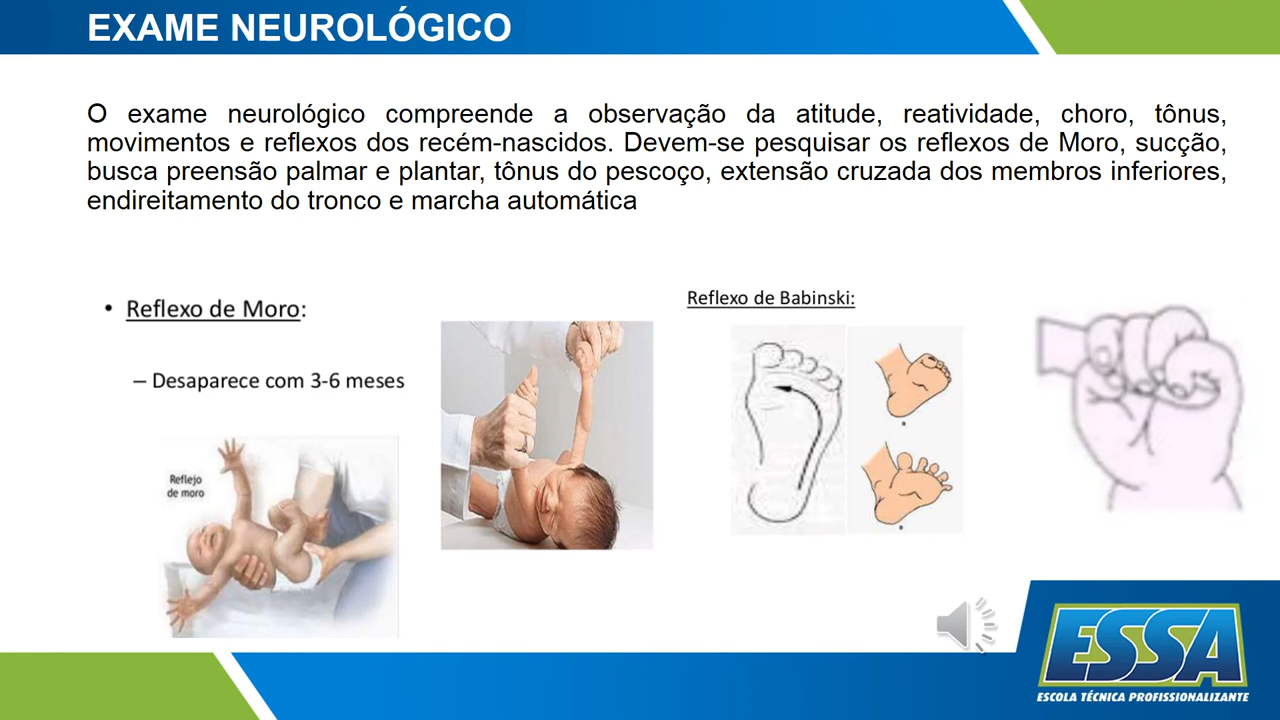 EXAME NEUROLÓGICO
O exame neurológico compreende a observação da atitude, reatividade, choro, tônus,
movimentos e reflexos dos recém-nascidos. Devem-se pesquisar os reflexos de Moro, sucção,
busca preensão palmar e plantar, tônus do pescoço, extensão cruzada dos membros inferiores,
endireitamento do tronco e marcha automática
• Reflexo de Moro:
– Desaparece com 3-6 meses
Reflejo
de moro
Reflexo de Babinski:
ESSA
ESCOLA TÉCNICA PROFISSIONALIZANTE